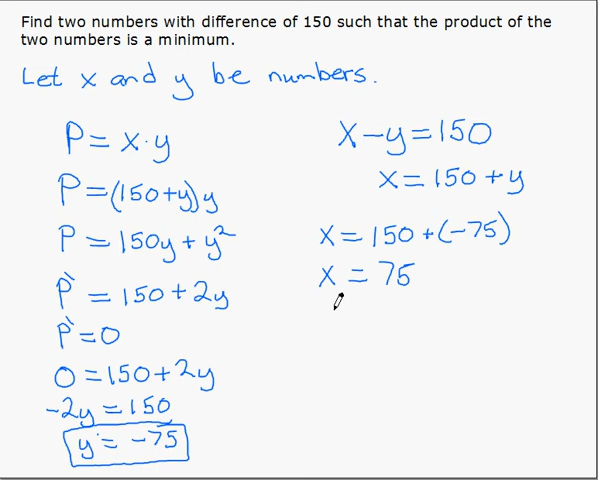 Find two numbers with difference of 150 such that the product of the
two numbers is a minimum.
Let x and y be numbers.
P = x·y
P=(150+y)y
P = 150y + y²
P` = 150+2y
P`=0
0 =150+2y
-2y =150
y = -75
x-y=150
x=150+y
x=150+(-75)
x = 75